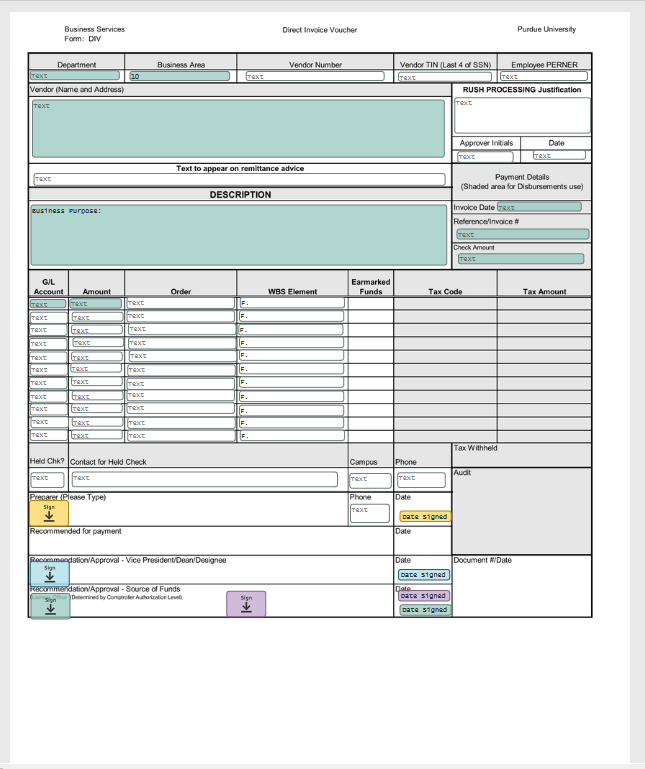 Business Services Direct Invoice Voucher Purdue University
Form: DIV
Department Business Area Vendor Number Vendor TIN (Last 4 of SSN) Employee PERNER
Text 10 Text Text Text
Vendor (Name and Address) RUSH PROCESSING Justification
Text Text
Approver Initials Date
Text Text
Text to appear on remittance advice
Text
Payment Details
(Shaded area for Disbursements use)
DESCRIPTION
Business Purpose:
Invoice Date Text
Reference/Invoice #
Text
Check Amount
Text
G/L Account Amount Order WBS Element Earmarked Funds Tax Code Tax Amount
Text Text Text F.
Text Text Text F.
Text Text Text F.
Text Text Text F.
Text Text Text F.
Text Text Text F.
Text Text Text F.
Text Text Text F.
Text Text Text F.
Text Text Text F.
Text Text Text F.
Tax Withheld
Held Chk? Contact for Held Check Campus Phone
Text Text Text Text
Audit
Preparer (Please Type) Phone Date
Sign Text Date Signed
Recommended for payment Date
Recommendation/Approval - Vice President/Dean/Designee Date Document #/Date
Sign Date Signed
Recommendation/Approval - Source of Funds Date
(Determined by Comptroller Authorization Level)
Sign Sign Date Signed
Date Signed